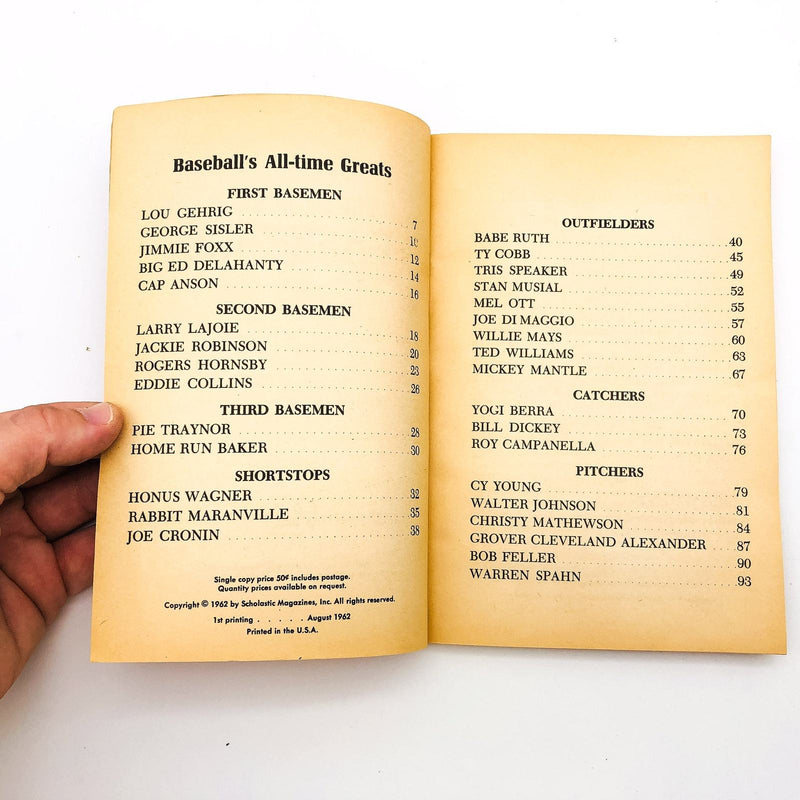 Baseball's All-time Greats
FIRST BASEMEN
LOU GEHRIG . . . . . . . . . . . . . . . . . . . . 7
GEORGE SISLER . . . . . . . . . . . . . . . . . . 10
JIMMIE FOXX . . . . . . . . . . . . . . . . . . . 12
BIG ED DELAHANTY . . . . . . . . . . . . . . . 14
CAP ANSON . . . . . . . . . . . . . . . . . . . . 16
SECOND BASEMEN
LARRY LAJOIE . . . . . . . . . . . . . . . . . . 18
JACKIE ROBINSON . . . . . . . . . . . . . . . . 20
ROGERS HORNSBY . . . . . . . . . . . . . . . . 23
EDDIE COLLINS . . . . . . . . . . . . . . . . . . 26
THIRD BASEMEN
PIE TRAYNOR . . . . . . . . . . . . . . . . . . . 28
HOME RUN BAKER . . . . . . . . . . . . . . . . 30
SHORTSTOPS
HONUS WAGNER . . . . . . . . . . . . . . . . . 32
RABBIT MARANVILLE . . . . . . . . . . . . . . 35
JOE CRONIN . . . . . . . . . . . . . . . . . . . . 38
Single copy price 50¢ includes postage.
Quantity prices available on request.
Copyright © 1962 by Scholastic Magazines, Inc. All rights reserved.
1st printing . . . . . August 1962
Printed in the U.S.A.
OUTFIELDERS
BABE RUTH . . . . . . . . . . . . . . . . . . . . 40
TY COBB . . . . . . . . . . . . . . . . . . . . . . 45
TRIS SPEAKER . . . . . . . . . . . . . . . . . . 49
STAN MUSIAL . . . . . . . . . . . . . . . . . . . 52
MEL OTT . . . . . . . . . . . . . . . . . . . . . . 55
JOE DI MAGGIO . . . . . . . . . . . . . . . . . 57
WILLIE MAYS . . . . . . . . . . . . . . . . . . . 60
TED WILLIAMS . . . . . . . . . . . . . . . . . . 63
MICKEY MANTLE . . . . . . . . . . . . . . . . 67
CATCHERS
YOGI BERRA . . . . . . . . . . . . . . . . . . . 70
BILL DICKEY . . . . . . . . . . . . . . . . . . . 73
ROY CAMPANELLA . . . . . . . . . . . . . . . 76
PITCHERS
CY YOUNG . . . . . . . . . . . . . . . . . . . . 79
WALTER JOHNSON . . . . . . . . . . . . . . . 81
CHRISTY MATHEWSON . . . . . . . . . . . . 84
GROVER CLEVELAND ALEXANDER . . . . 87
BOB FELLER . . . . . . . . . . . . . . . . . . . 90
WARREN SPAHN . . . . . . . . . . . . . . . . 93